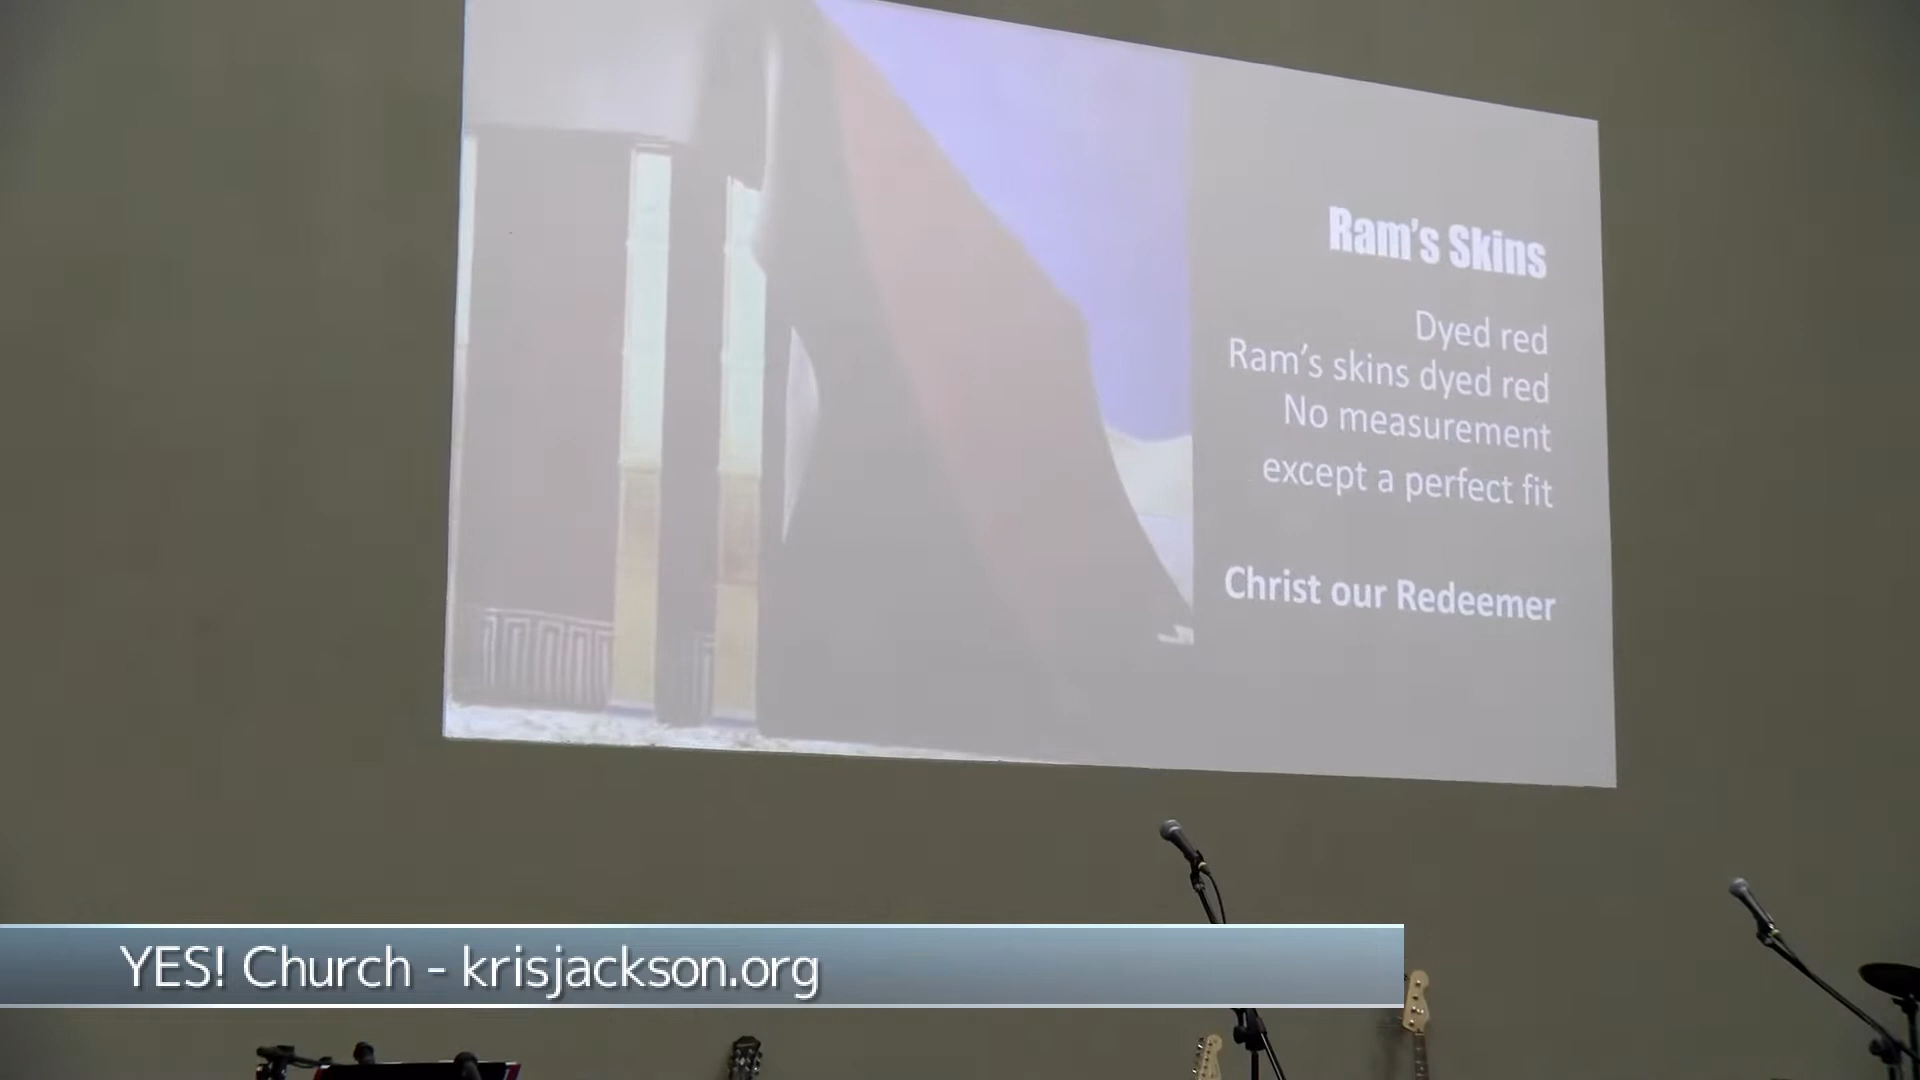 Ram's Skins
Dyed red
Ram's skins dyed red
No measurement
except a perfect fit
Christ our Redeemer
YES! Church - krisjackson.org